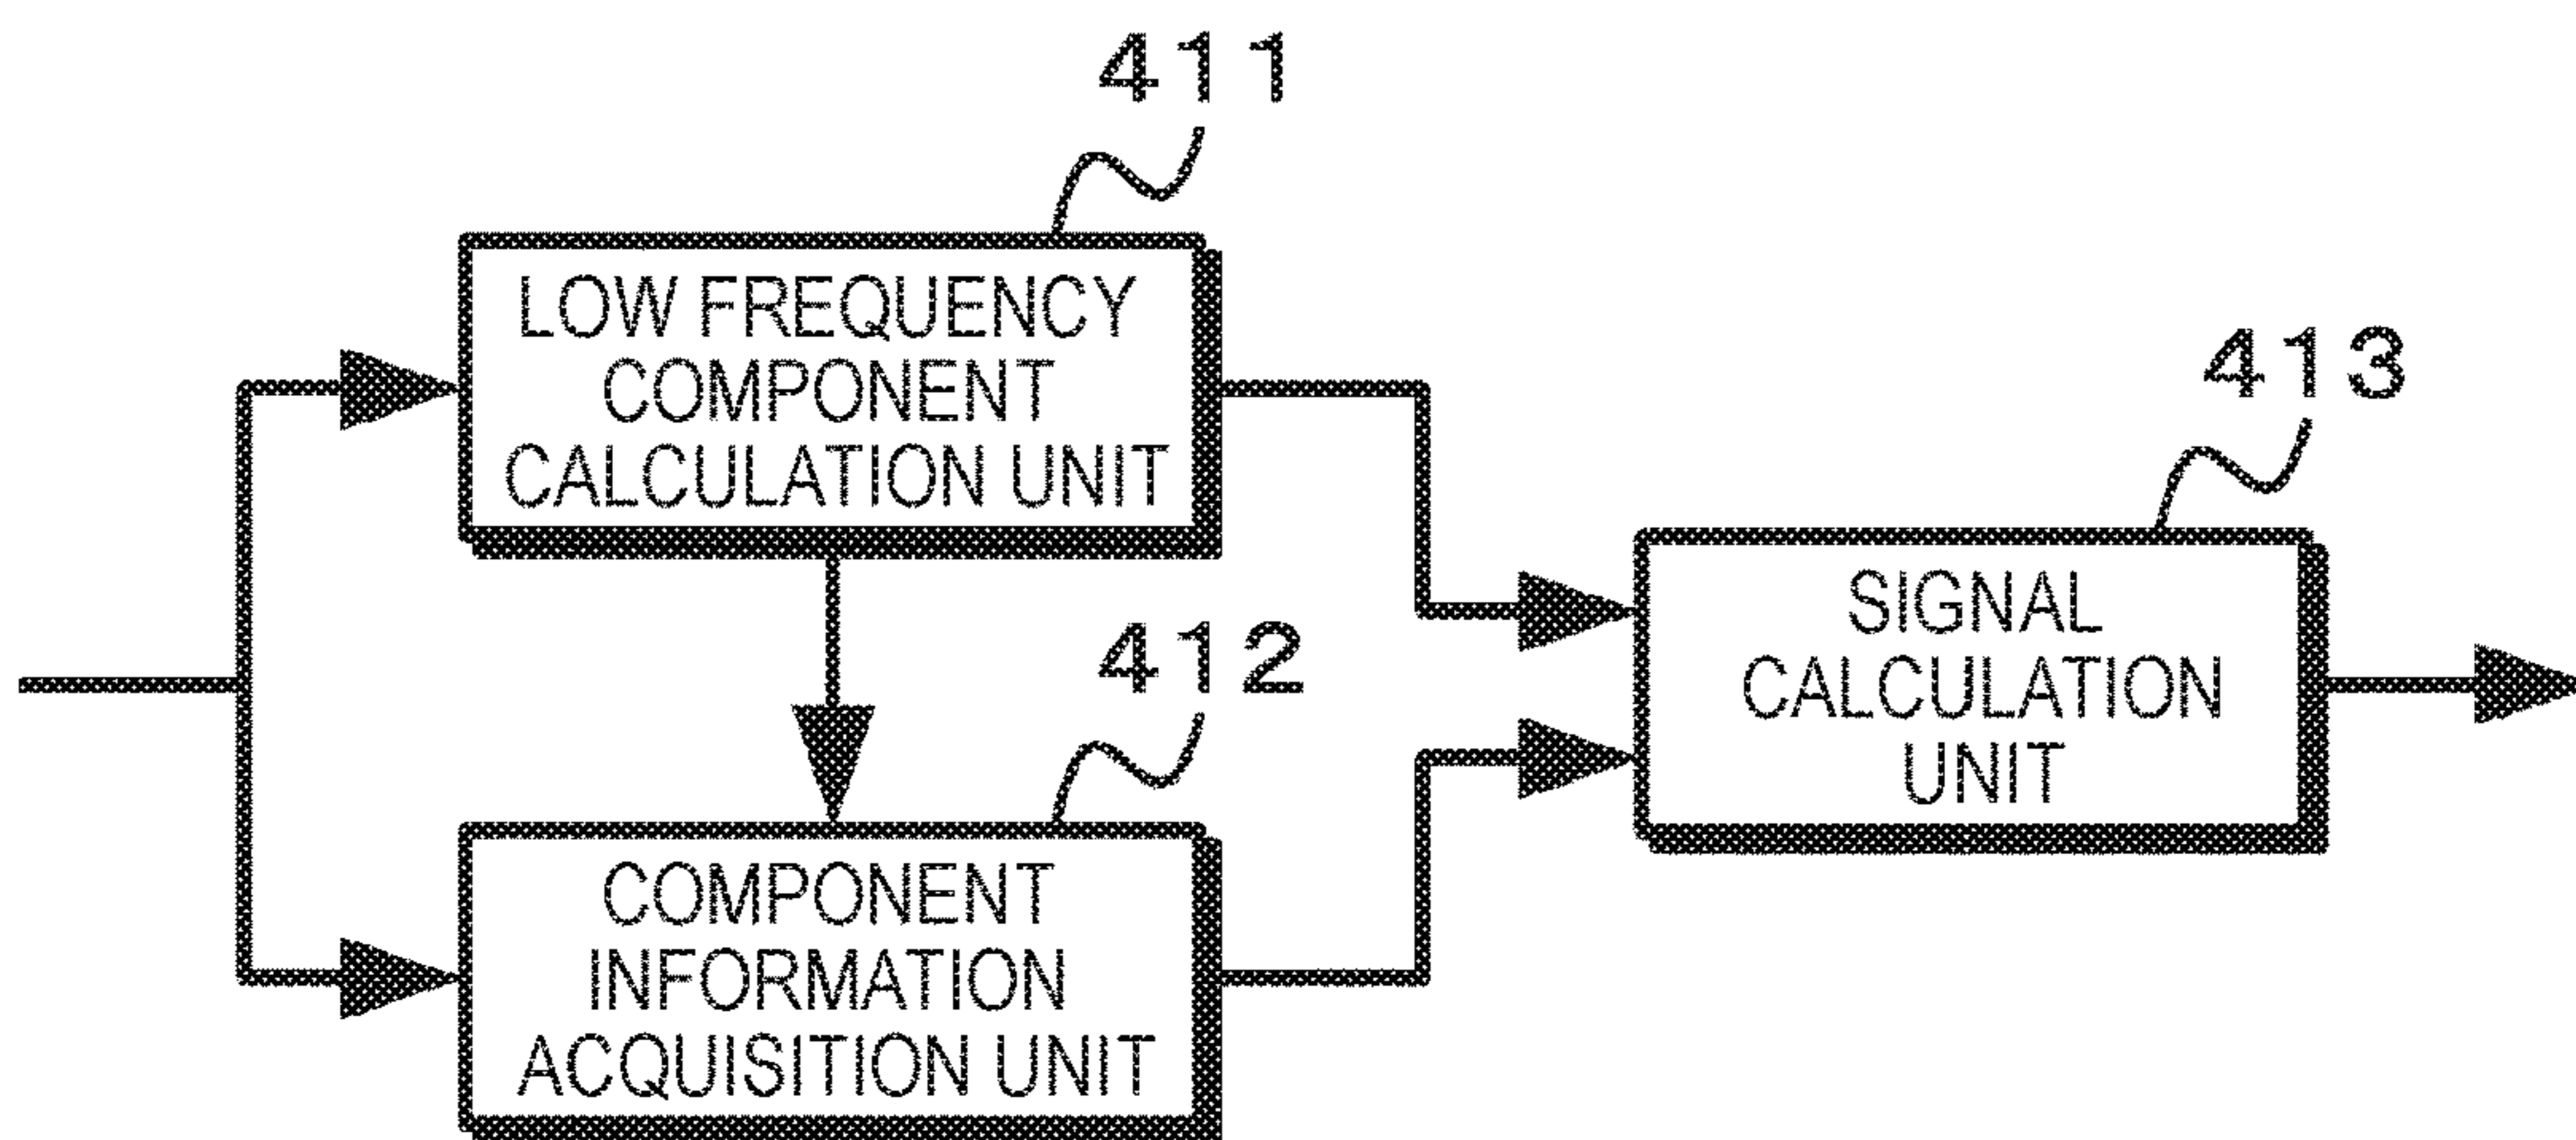 411
LOW FREQUENCY
COMPONENT
CALCULATION UNIT
412
COMPONENT
INFORMATION
ACQUISITION UNIT
413
SIGNAL
CALCULATION
UNIT